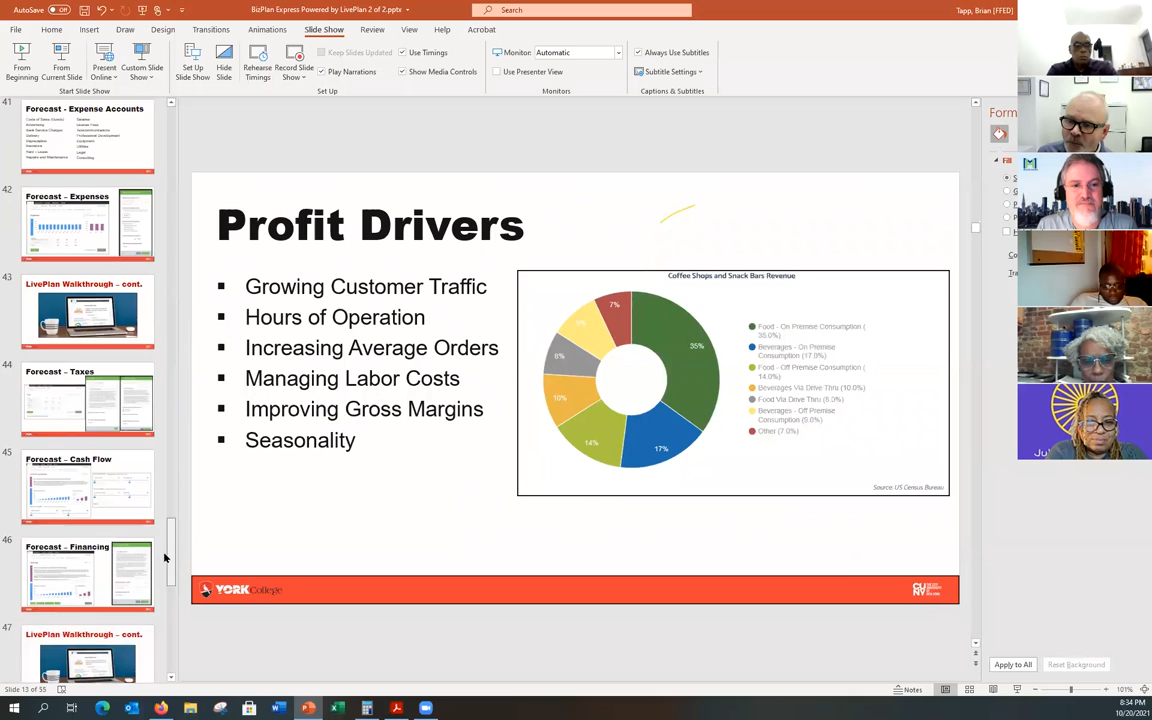 AutoSave Off
BizPlan Express Powered by LivePlan 2 of 2.pptx
Search
Tapp, Brian [FFED]
File Home Insert Draw Design Transitions Animations Slide Show Review View Help Acrobat
From Beginning
From Current Slide
Present Online
Custom Slide Show
Set Up Slide Show
Hide Slide
Rehearse Timings
Record Slide Show
Keep Slides Updated
Play Narrations
Use Timings
Show Media Controls
Monitor: Automatic
Use Presenter View
Always Use Subtitles
Subtitle Settings
Start Slide Show
Set Up
Monitors
Captions & Subtitles
41
Forecast - Expense Accounts
42
Forecast – Expenses
43
LivePlan Walkthrough – cont.
44
Forecast – Taxes
45
Forecast – Cash Flow
46
Forecast – Financing
47
LivePlan Walkthrough – cont.
Profit Drivers
Growing Customer Traffic
Hours of Operation
Increasing Average Orders
Managing Labor Costs
Improving Gross Margins
Seasonality
Coffee Shops and Snack Bars Revenue
7%
35%
8%
10%
14%
17%
Food - On Premise Consumption (
35.0%)
Beverages - On Premise
Consumption (17.0%)
Food - Off Premise Consumption (
14.0%)
Beverages Via Drive Thru (10.0%)
Food Via Drive Thru (8.0%)
Beverages - Off Premise
Consumption (9.0%)
Other (7.0%)
Source: US Census Bureau
YORK College
CU
NY
Form
Fill
Apply to All
Reset Background
Slide 13 of 55
Notes
101%
8:34 PM
10/20/2021